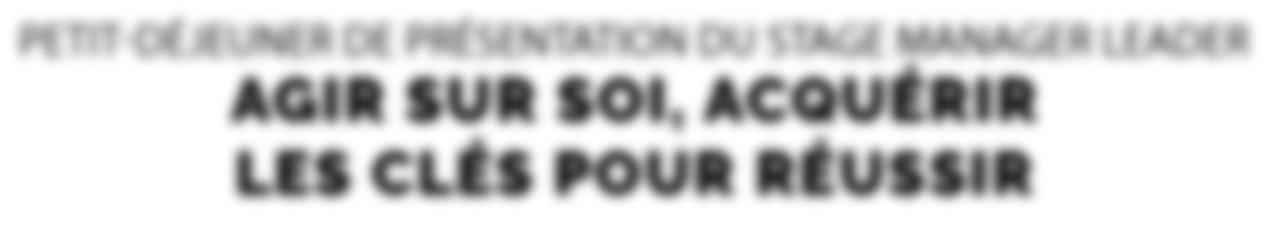 PETIT-DÉJEUNER DE PRÉSENTATION DU STAGE MANAGER LEADER
AGIR SUR SOI, ACQUÉRIR
LES CLÉS POUR RÉUSSIR